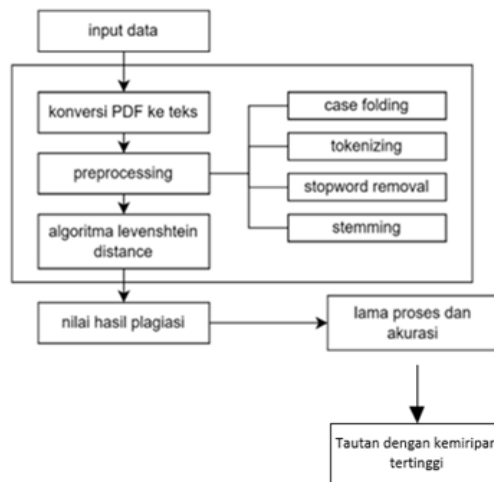 input data
konversi PDF ke teks
case folding
preprocessing
tokenizing
stopword removal
algoritma levenshtein
distance
stemming
nilai hasil plagiasi
lama proses dan
akurasi
Tautan dengan kemiripan
tertinggi